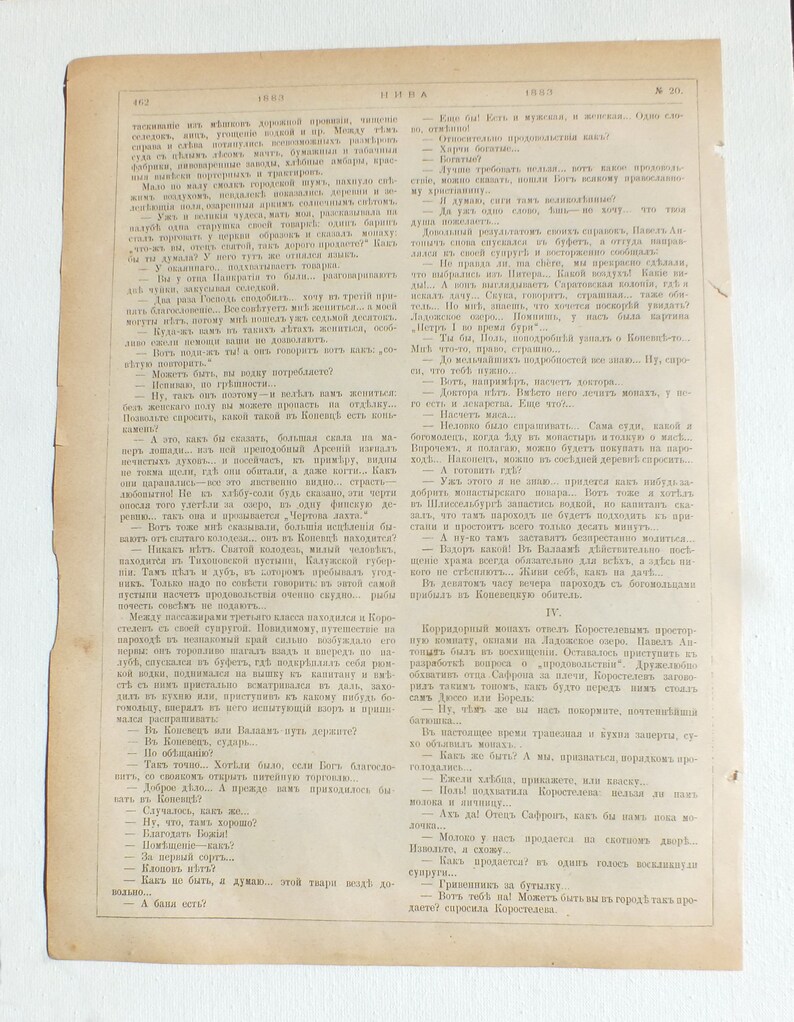 462
1883
НИВА
1883
№ 20.
таскиваніе изъ мѣшковъ дорожной провизіи, чищеніе
селедокъ, яицъ, угощеніе водкой и пр. Между тѣмъ
справа и слѣва потянулись всевозможныхъ размѣровъ
суда съ цѣлымъ лѣсомъ мачтъ, бумажныя и табачныя
фабрики, пивоваренные заводы, хлѣбные амбары, крас-
ныя вывѣски портерныхъ и трактировъ.
Мало по малу смолкъ городской шумъ, пахнуло свѣ-
жимъ воздухомъ, невдалекѣ показались деревни и зе-
ленѣющія поля, озаренныя яркимъ солнечнымъ свѣтомъ.
— Ужъ и великія чудеса, мать моя, разсказывала на
палубѣ одна старушка своей товаркѣ: одинъ баринъ
сталъ торговать у церкви образокъ и сказалъ монаху:
„что-жъ вы, отецъ святой, такъ дорого продаете?“ Какъ
бы ты думала? У него тутъ же отнялся языкъ.
— У окаяннаго.. подхватываетъ товарка.
— Вы у отца Панкратія то были... разговариваютъ
двѣ чуйки, закусывая селедкой.
— Два раза Господь сподобилъ... хочу въ третій при-
нять благословеніе... Все совѣтуетъ мнѣ жениться... а моей
могуты нѣтъ, потому мнѣ пошелъ ужъ седьмой десятокъ.
— Куда-жъ вамъ въ такихъ лѣтахъ жениться, особ-
ливо ежели немощи ваши не дозволяютъ.
— Вотъ поди-жъ ты! а онъ говоритъ вотъ какъ: „со-
вѣтую повторить.“
— Можетъ быть, вы водку потребляете?
— Испиваю, по грѣшности...
— Ну, такъ онъ поэтому—и велѣлъ вамъ жениться:
безъ женскаго полу вы можете пропасть на отдѣлку...
Позвольте спросить, какой такой въ Коневцѣ есть конь-
камень?
— А это, какъ бы сказать, большая скала на ма-
неръ лошади... изъ ней преподобный Арсеній изгналъ
нечистыхъ духовъ... и посейчасъ, къ примѣру, видны
не токма щели, гдѣ они обитали, а даже когти... Какъ
они царапались—все это явственно видно... страсть—
любопытно! Не къ хлѣбу-соли будь сказано, эти черти
опосля того улетѣли за озеро, въ одну финскую де-
ревню... такъ она и прозывается „Чертова лахта.“
— Вотъ тоже мнѣ сказывали, большія исцѣленія бы-
ваютъ отъ святаго колодезя... онъ въ Коневцѣ находится?
— Никакъ нѣтъ. Святой колодезь, милый человѣкъ,
находится въ Тихоновской пустыни, Калужской губер-
ніи. Тамъ цѣлъ и дубъ, въ которомъ пребывалъ угод-
никъ. Только надо по совѣсти говорить: въ эвтой самой
пустыни насчетъ продовольствія оченно скудно... рыбы
почесть совсѣмъ не подаютъ...
Между пассажирами третьяго класса находился и Коро-
стелевъ съ своей супругой. Повидимому, путешествіе на
пароходѣ въ незнакомый край сильно возбуждало его
нервы: онъ торопливо шагалъ взадъ и впередъ по па-
лубѣ, спускался въ буфетъ, гдѣ подкрѣплялъ себя рюм-
кой водки, поднимался на вышку къ капитану и вмѣ-
стѣ съ нимъ пристально всматривался въ даль, захо-
дилъ въ кухню или, приступивъ къ какому нибудь бо-
гомольцу, вперялъ въ него испытующій взоръ и прини-
мался распрашивать:
— Въ Коневецъ или Валаамъ путь держите?
— Въ Коневецъ, сударь...
— По обѣщанію?
— Такъ точно... Хотѣли было, если Богъ благосло-
витъ, со своякомъ открыть питейную торговлю...
— Доброе дѣло... А прежде вамъ приходилось бы-
вать въ Коневцѣ?
— Случалось, какъ же...
— Ну, что, тамъ хорошо?
— Благодать Божія!
— Помѣщеніе—какъ?
— За первый сортъ...
— Клоповъ нѣтъ?
— Какъ не быть, я думаю... этой твари вездѣ до-
вольно...
— А баня есть?
— Еще бы! Есть и мужская, и женская... Одно сло-
во, отмѣнно!
— Относительно продовольствія какъ?
— Харчи богатые...
— Богатые?
— Лучше требовать нельзя... вотъ какое продоволь-
ствіе, можно сказать, пошли Богъ всякому православно-
му христіанину..
— Я думаю, сиги тамъ великолѣпные?
— Да ужъ одно слово, ѣшь—не хочу... что твоя
душа пожелаетъ...
Довольный результатомъ своихъ справокъ, Павелъ Ан-
тонычъ снова спускался въ буфетъ, а оттуда направ-
лялся къ своей супругѣ и восторженно сообщалъ:
— Не правда ли, ma chère, мы прекрасно сдѣлали,
что выбрались изъ Питера... Какой воздухъ! Какіе ви-
ды!... А вонъ выглядываетъ Саратовская колонія, гдѣ я
искалъ дачу... Скука, говорятъ, страшная... таже оби-
тель... Но мнѣ, знаешь, что хочется поскорѣй увидать?
Ладожское озеро... Помнишь, у насъ была картина
„Петръ I во время бури“...
— Ты бы, Поль, поподробнѣй узналъ о Коневцѣ-то...
Мнѣ что-то, право, страшно...
— До мельчайшихъ подробностей все знаю... Ну, спро-
си, что тебѣ нужно...
— Вотъ, напримѣръ, насчетъ доктора...
— Доктора нѣтъ. Вмѣсто него лечитъ монахъ, у не-
го есть и лекарства. Еще что?...
— Насчетъ мяса...
— Неловко было спрашивать... Сама суди, какой я
богомолецъ, когда ѣду въ монастырь и толкую о мясѣ...
Впрочемъ, я полагаю, можно будетъ покупать на паро-
ходѣ... Наконецъ, можно въ сосѣдней деревнѣ спросить...
— А готовить гдѣ?
— Ужъ этого я не знаю... придется какъ нибудь за-
добрить монастырскаго повара... Вотъ тоже я хотѣлъ
въ Шлиссельбургѣ запастись водкой, но капитанъ ска-
залъ, что тамъ пароходъ не будетъ подходить къ при-
стани и простоитъ всего только десять минутъ...
— А ну-ко тамъ заставятъ безпрестанно молиться...
— Вздоръ какой! Въ Валаамѣ дѣйствительно посѣ-
щеніе храма всегда обязательно для всѣхъ, а здѣсь ни-
кого не стѣсняютъ... Живи себѣ, какъ на дачѣ...
Въ девятомъ часу вечера пароходъ съ богомольцами
прибылъ въ Коневецкую обитель.
IV.
Корридорный монахъ отвелъ Коростелевымъ простор-
ную комнату, окнами на Ладожское озеро. Павелъ Ан-
тонычъ былъ въ восхищеніи. Оставалось приступить къ
разработкѣ вопроса о „продовольствіи“. Дружелюбно
обхвативъ отца Сафрона за плечи, Коростелевъ загово-
рилъ такимъ тономъ, какъ будто передъ нимъ стоялъ
самъ Дюссо или Борель:
— Ну, чѣмъ же вы насъ покормите, почтеннѣйшій
батюшка...
Въ настоящее время трапезная и кухня заперты, су-
хо объявилъ монахъ..
— Какъ же быть? А мы, признаться, порядкомъ про-
голодались...
— Ежели хлѣбца, прикажете, или кваску...
— Поль! подхватила Коростелева: нельзя ли намъ
молока и яичницу...
— Ахъ да! Отецъ Сафронъ, какъ бы намъ пока мо-
лочка...
— Молоко у насъ продается на скотномъ дворѣ...
Извольте, я схожу...
— Какъ продается? въ одинъ голосъ воскликнули
супруги...
— Гривенникъ за бутылку...
— Вотъ тебѣ на! Можетъ быть вы въ городѣ такъ про-
даете? спросила Коростелева.